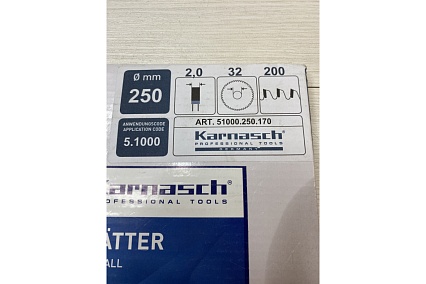 Ø mm
250
2,0
32
200
ANWENDUNGSCODE
APPLICATION CODE
5.1000
ART. 51000.250.170
Karnasch®
PROFESSIONAL TOOLS
GERMANY
Karnasch®
PROFESSIONAL TOOLS
ÄTTER
ALL